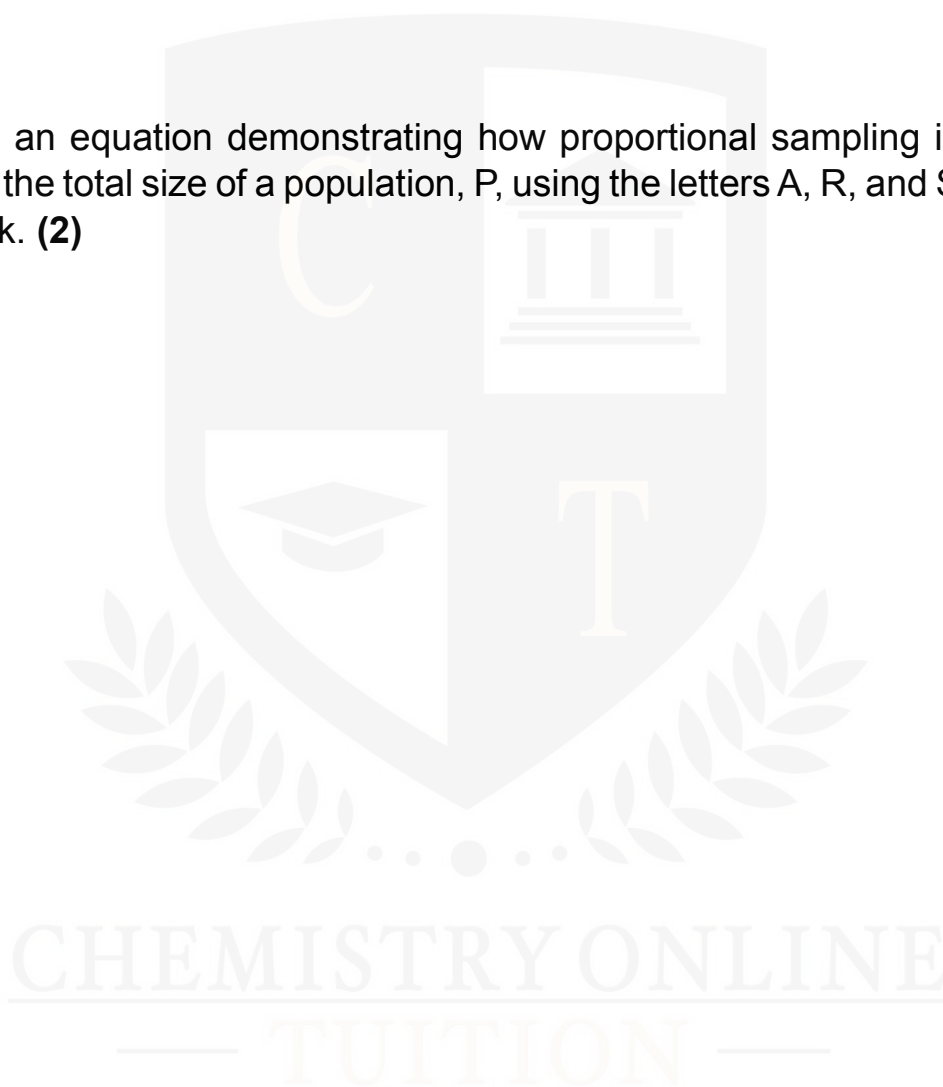 an equation demonstrating how proportional sampling i
the total size of a population, P, using the letters A, R, and S
k. (2)
C
T
CHEMISTRY ONLINE
TUITION